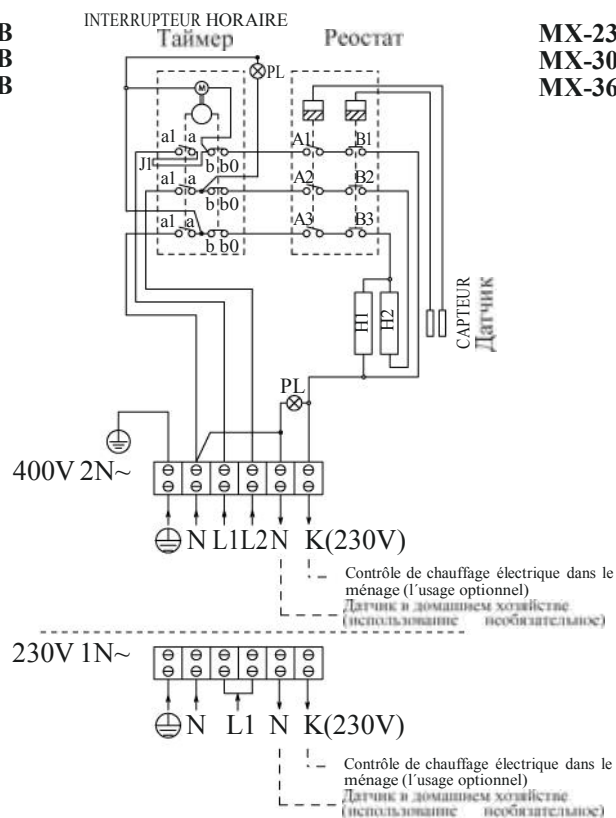 INTERRUPTEUR HORAIRE
В
В
В
Таймер
Реостат
MX-23
MX-30
MX-36
PL
M
a1 a
J1
b b0
a1 a
b b0
a1 a
b b0
A1
B1
A2
B2
A3
B3
H1
H2
CAPTEUR
Датчик
PL
400V 2N~
N L1 L2 N K(230V)
Contrôle de chauffage électrique dans le
ménage (l'usage optionnel)
Датчик в домашнем хозяйстве
(использование необязательное)
230V 1N~
N L1 N K(230V)
Contrôle de chauffage électrique dans le
ménage (l'usage optionnel)
Датчик в домашнем хозяйстве
(использование необязательное)